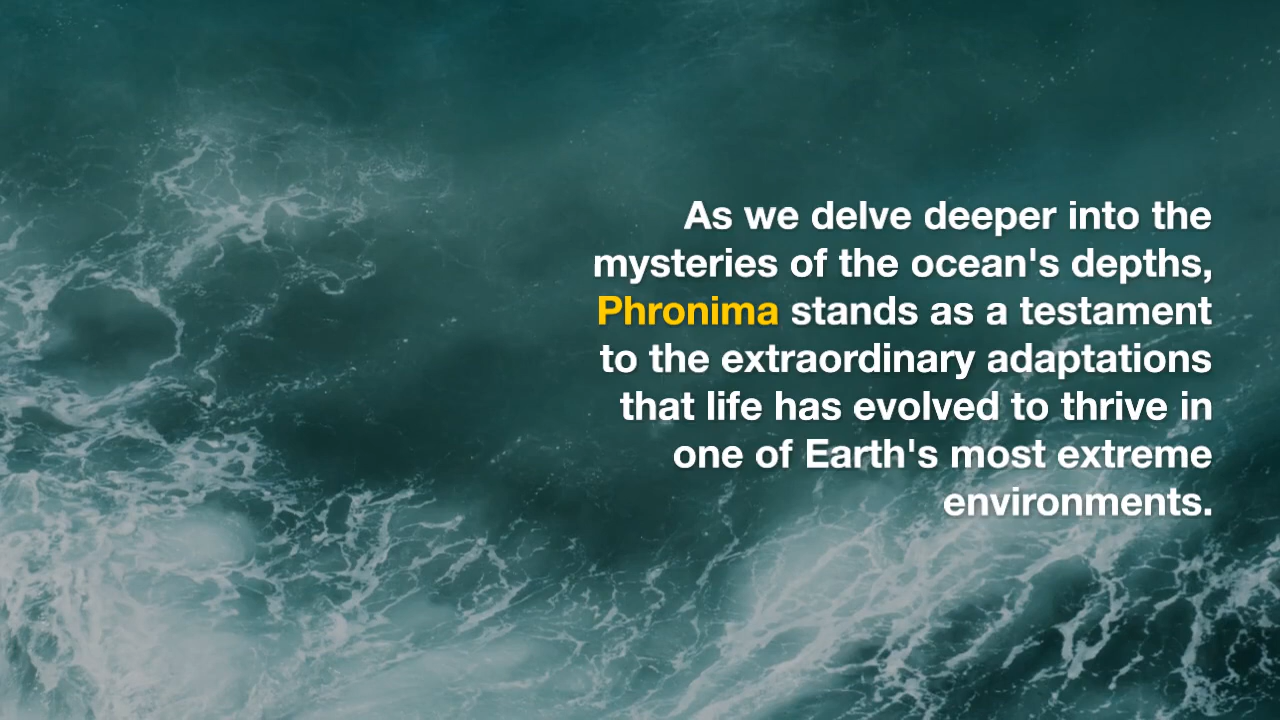 As we delve deeper into the
mysteries of the ocean's depths,
Phronima stands as a testament
to the extraordinary adaptations
that life has evolved to thrive in
one of Earth's most extreme
environments.